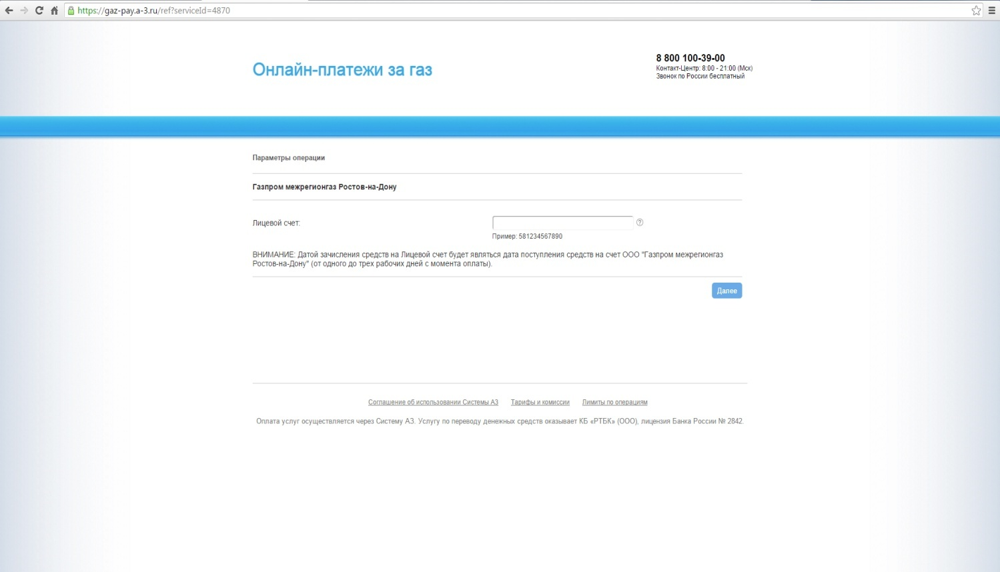 https://gaz-pay.a-3.ru/ref?serviceId=4870
Онлайн-платежи за газ
8 800 100-39-00
Контакт-Центр: 8:00 - 21:00 (Мск)
Звонок по России бесплатный
Параметры операции
Газпром межрегионгаз Ростов-на-Дону
Лицевой счет:
?
Пример: 581234567890
ВНИМАНИЕ: Датой зачисления средств на Лицевой счет будет являться дата поступления средств на счет ООО "Газпром межрегионгаз
Ростов-на-Дону" (от одного до трех рабочих дней с момента оплаты).
Далее
Соглашение об использовании Системы А3 Тарифы и комиссии Лимиты по операциям
Оплата услуг осуществляется через Систему А3. Услугу по переводу денежных средств оказывает КБ «РТБК» (ООО), лицензия Банка России № 2842.